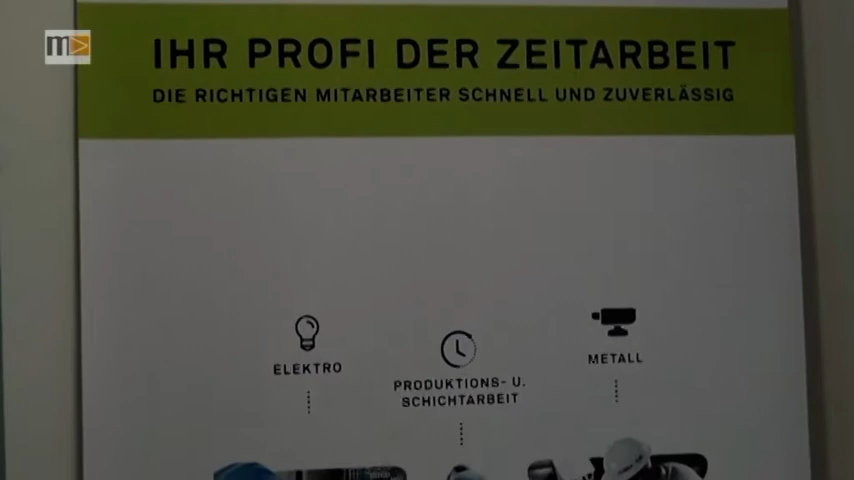 m
IHR PROFI DER ZEITARBEIT
DIE RICHTIGEN MITARBEITER SCHNELL UND ZUVERLÄSSIG
ELEKTRO
PRODUKTIONS- U.
SCHICHTARBEIT
METALL